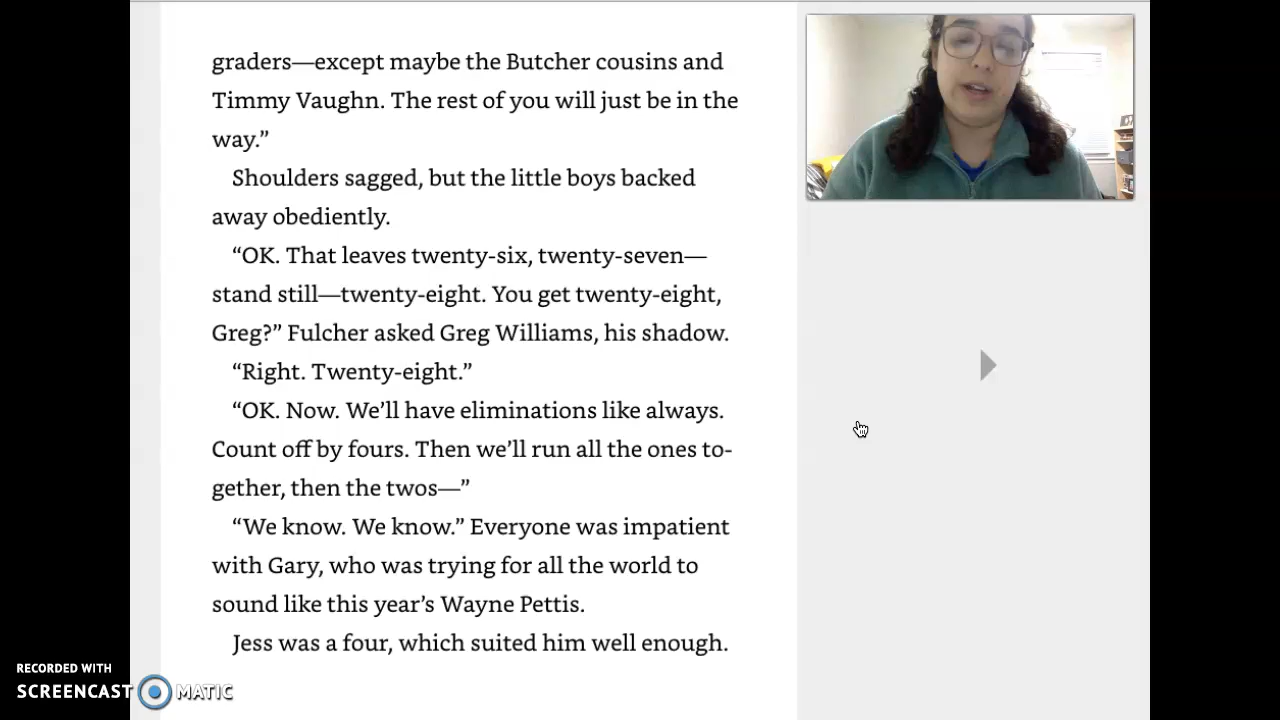 graders—except maybe the Butcher cousins and
Timmy Vaughn. The rest of you will just be in the
way.”
Shoulders sagged, but the little boys backed
away obediently.
“OK. That leaves twenty-six, twenty-seven—
stand still—twenty-eight. You get twenty-eight,
Greg?” Fulcher asked Greg Williams, his shadow.
“Right. Twenty-eight.”
“OK. Now. We’ll have eliminations like always.
Count off by fours. Then we’ll run all the ones to-
gether, then the twos—”
“We know. We know.” Everyone was impatient
with Gary, who was trying for all the world to
sound like this year’s Wayne Pettis.
Jess was a four, which suited him well enough.
RECORDED WITH
SCREENCAST MATIC